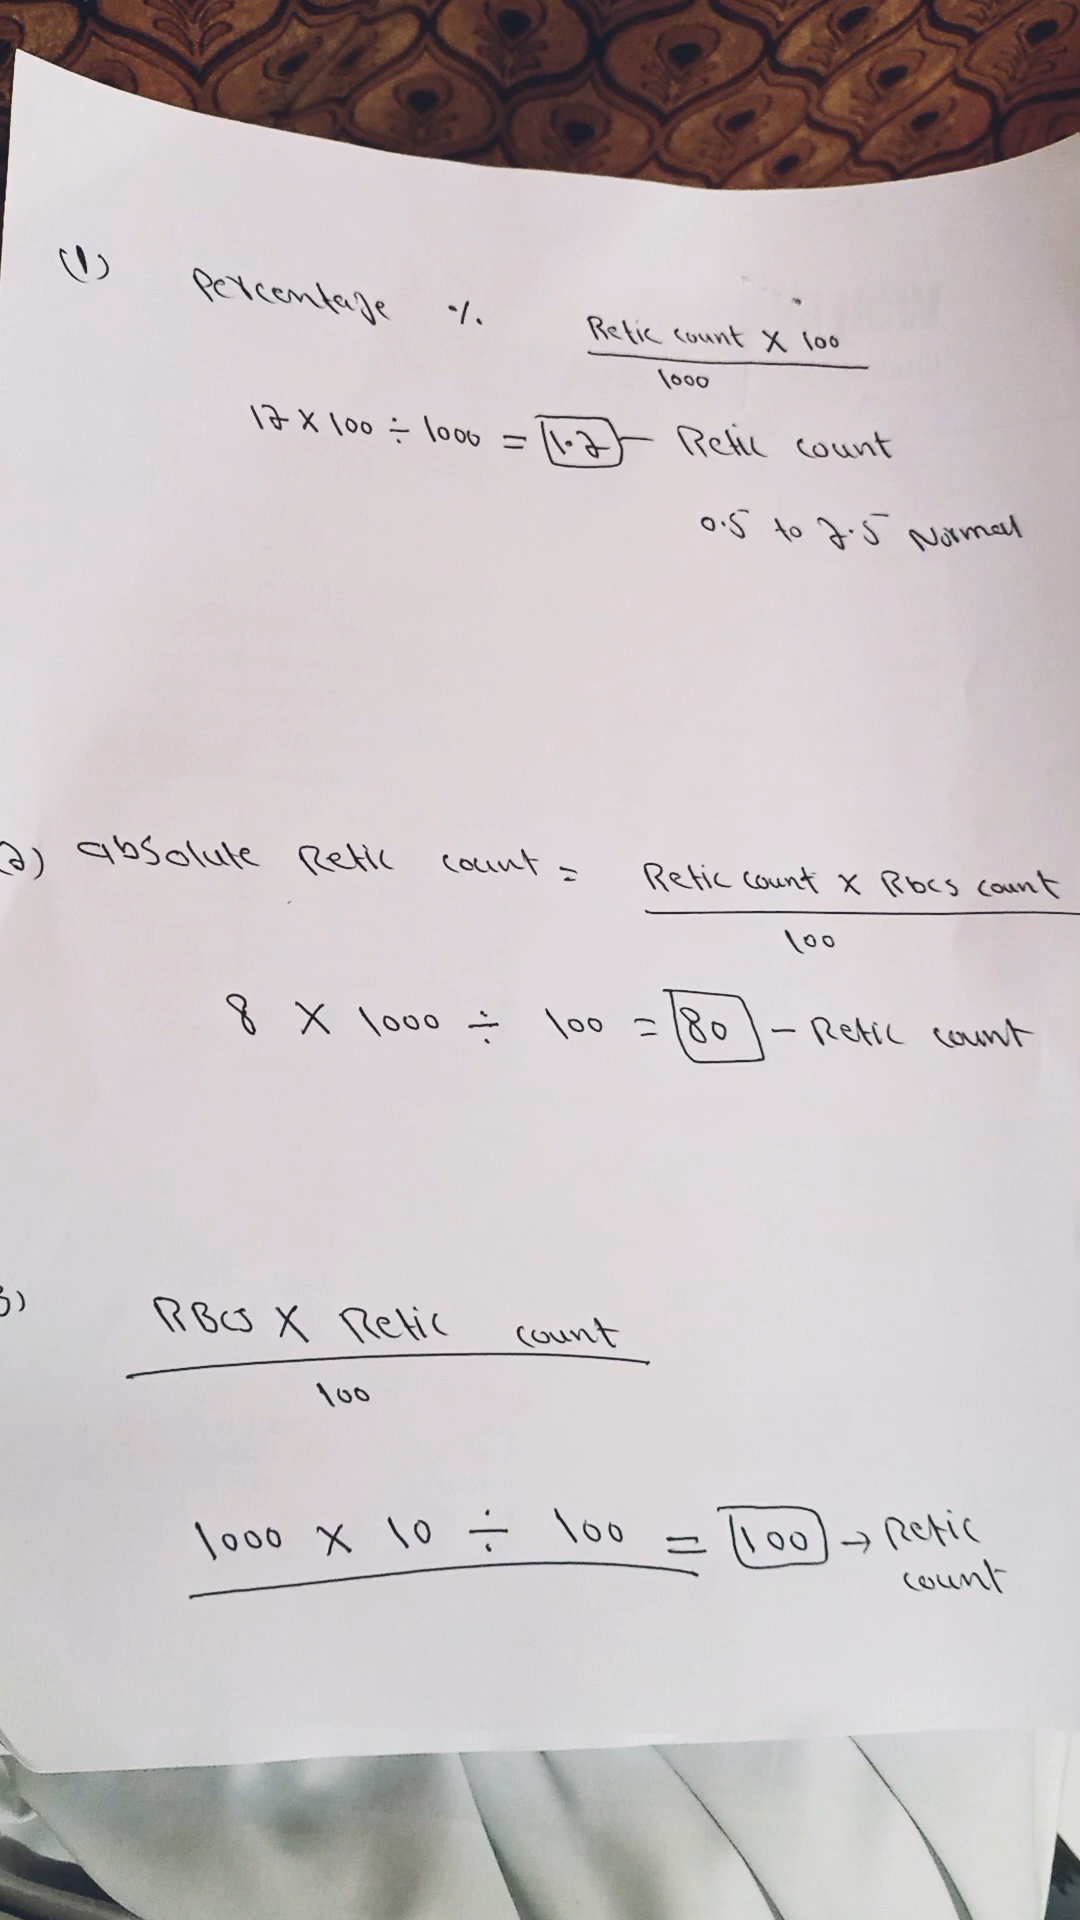 (1) Percentage %.
Retic count X 100
1000
12 X 100 ÷ 1000 = 1.2 – Retic count
0.5 to 2.5 Normal
2) absolute Retic count = Retic count x Rbcs count
100
8 X 1000 ÷ 100 = 80 – Retic count
3)
RBCs X Retic count
100
1000 x 10 ÷ 100 = 100 → Retic
count